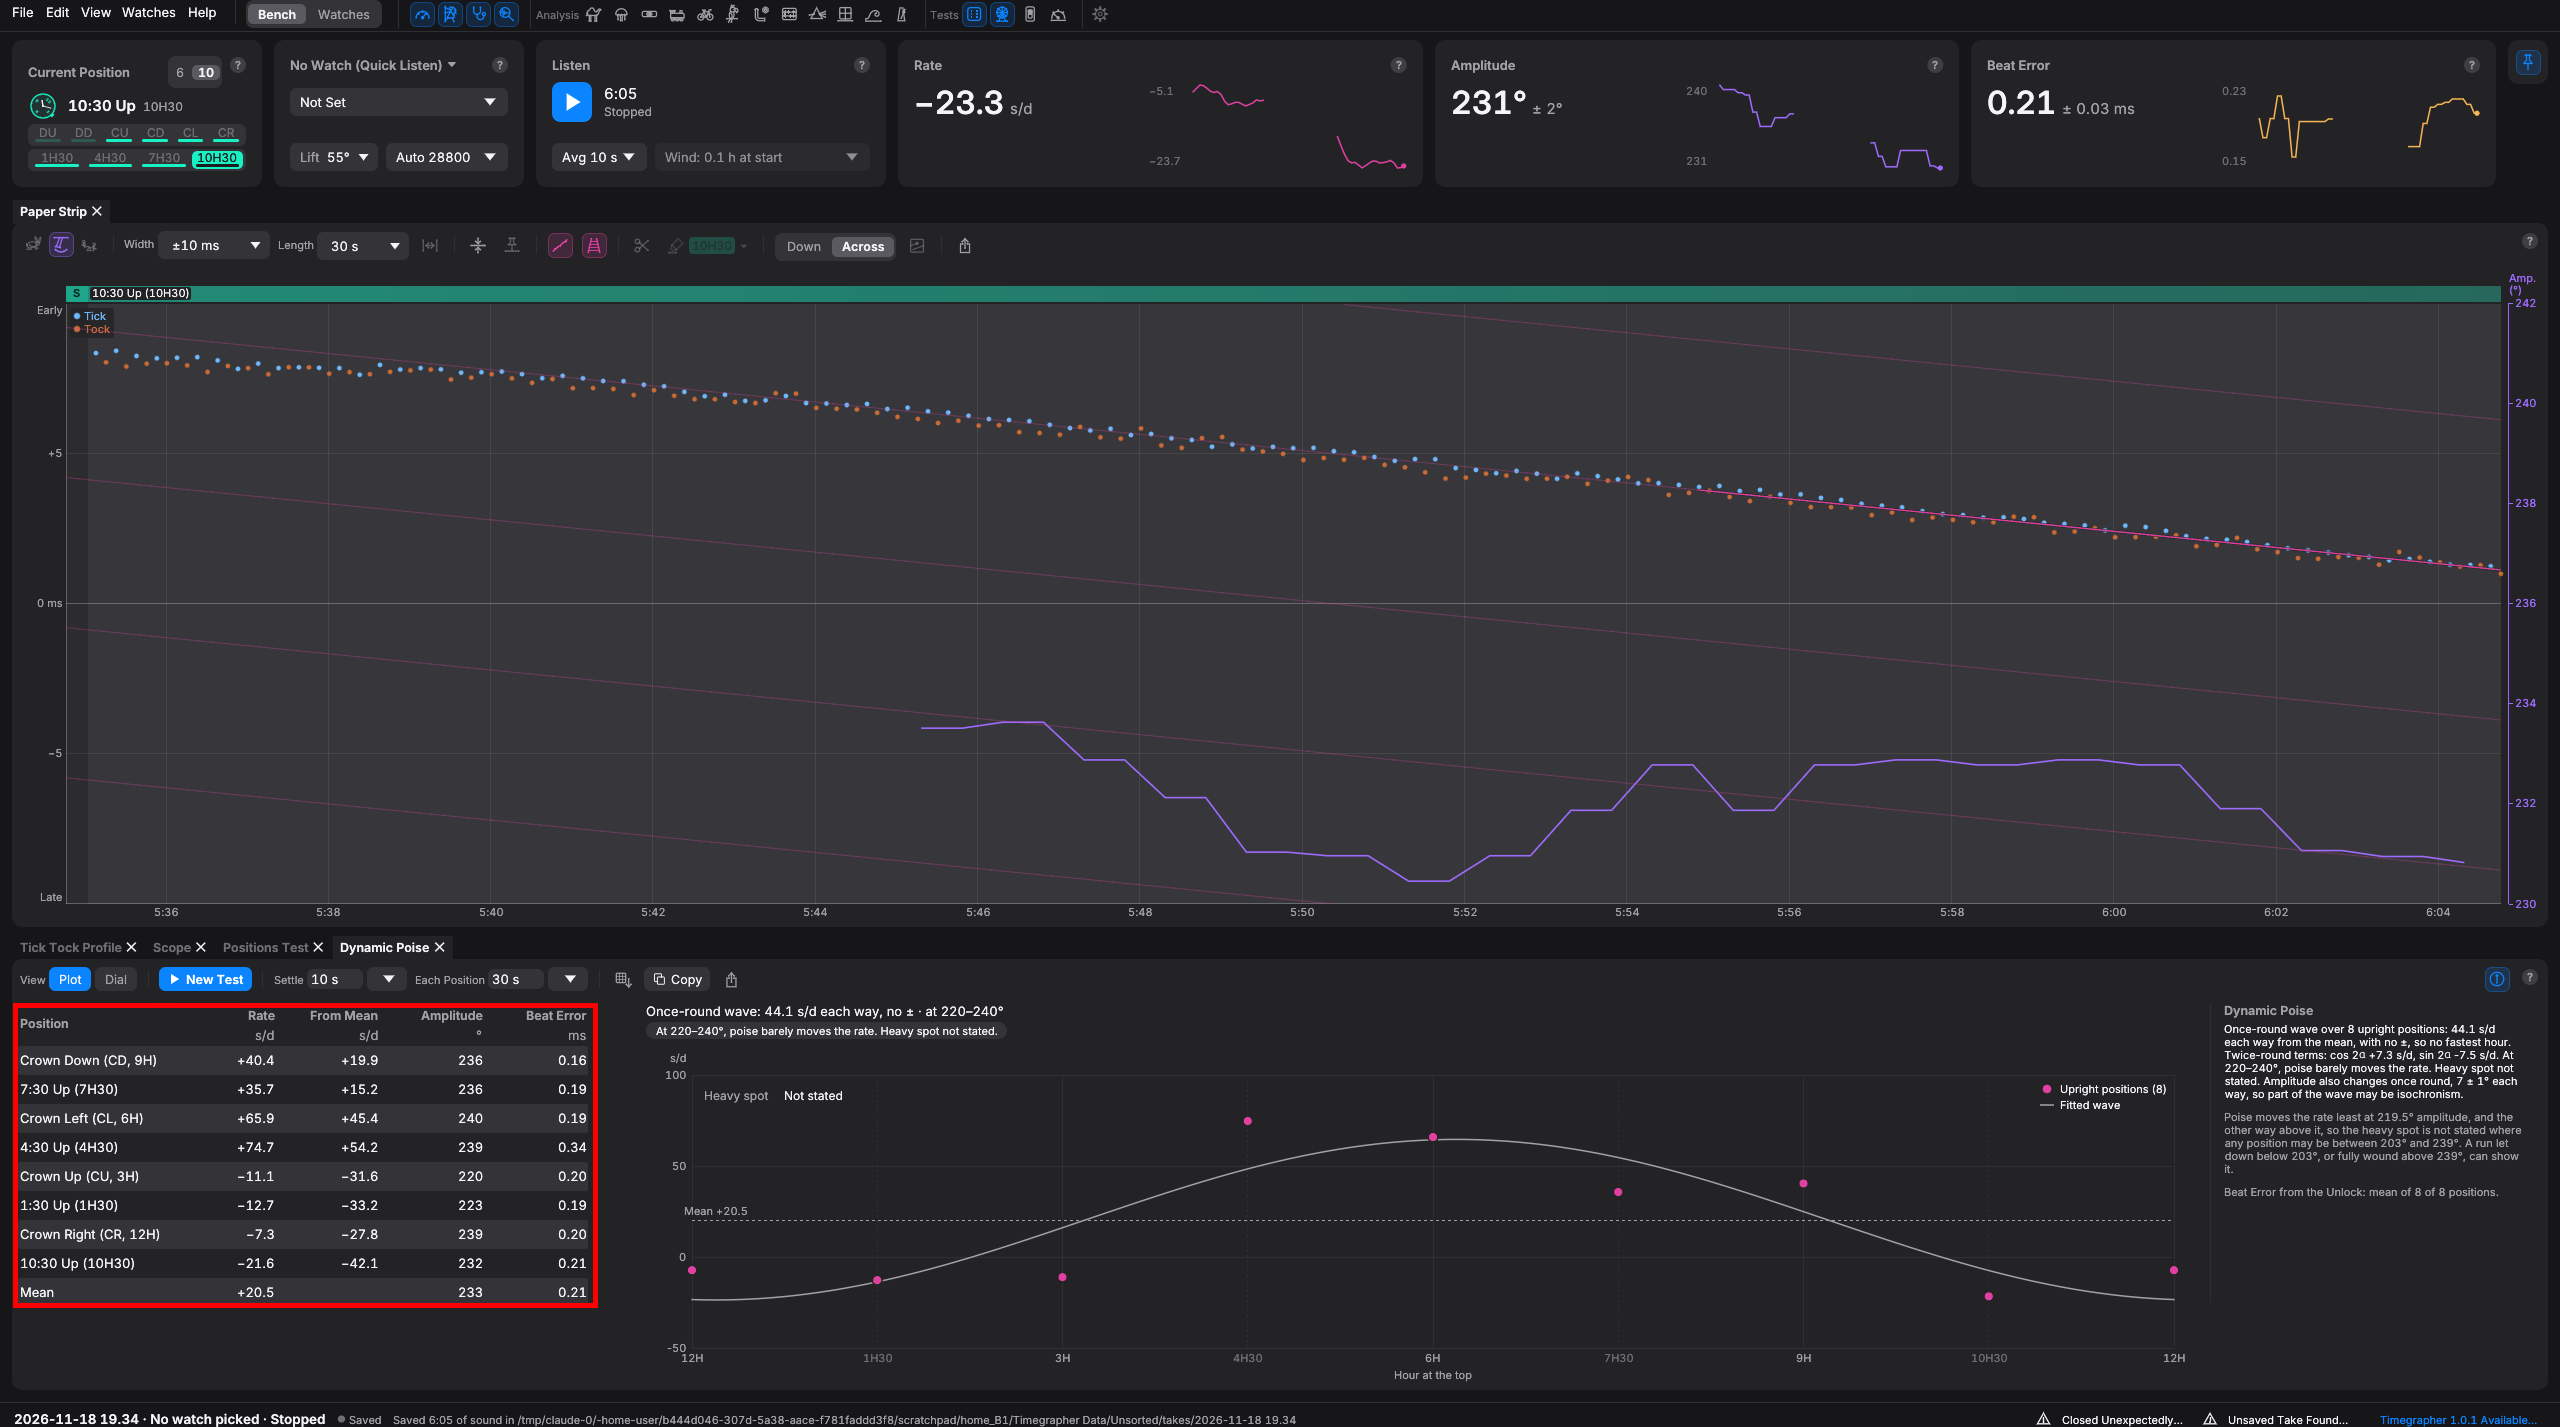 File Edit View Watches Help Bench Watches Analysis Tests
Current Position 6 10 ?
10:30 Up 10H30
DU DD CU CD CL CR
1H30 4H30 7H30 10H30
No Watch (Quick Listen) ?
Not Set
Lift 55° Auto 28800
Listen ?
6:05
Stopped
Avg 10 s Wind: 0.1 h at start
Rate ?
−23.3 s/d
−5.1
−23.7
Amplitude ?
231° ± 2°
240
231
Beat Error ?
0.21 ± 0.03 ms
0.23
0.15
Paper Strip
Width ±10 ms Length 30 s 10H30 Down Across ?
S 10:30 Up (10H30)
Amp. (°)
Early
Tick
Tock
+5
0 ms
−5
Late
242
240
238
236
234
232
230
5:36 5:38 5:40 5:42 5:44 5:46 5:48 5:50 5:52 5:54 5:56 5:58 6:00 6:02 6:04
Tick Tock Profile Scope Positions Test Dynamic Poise
View Plot Dial New Test Settle 10 s Each Position 30 s Copy ?
Position Rate From Mean Amplitude Beat Error
s/d s/d ° ms
Crown Down (CD, 9H) +40.4 +19.9 236 0.16
7:30 Up (7H30) +35.7 +15.2 236 0.19
Crown Left (CL, 6H) +65.9 +45.4 240 0.19
4:30 Up (4H30) +74.7 +54.2 239 0.34
Crown Up (CU, 3H) −11.1 −31.6 220 0.20
1:30 Up (1H30) −12.7 −33.2 223 0.19
Crown Right (CR, 12H) −7.3 −27.8 239 0.20
10:30 Up (10H30) −21.6 −42.1 232 0.21
Mean +20.5 233 0.21
Once-round wave: 44.1 s/d each way, no ± · at 220–240°
At 220–240°, poise barely moves the rate. Heavy spot not stated.
s/d
100
50
0
-50
Heavy spot Not stated
Upright positions (8)
Fitted wave
Mean +20.5
12H 1H30 3H 4H30 6H 7H30 9H 10H30 12H
Hour at the top
Dynamic Poise
Once-round wave over 8 upright positions: 44.1 s/d
each way from the mean, with no ±, so no fastest hour.
Twice-round terms: cos 2α +7.3 s/d, sin 2α -7.5 s/d. At
220–240°, poise barely moves the rate. Heavy spot not
stated. Amplitude also changes once round, 7 ± 1° each
way, so part of the wave may be isochronism.
Poise moves the rate least at 219.5° amplitude, and the
other way above it, so the heavy spot is not stated where
any position may be between 203° and 239°. A run let
down below 203°, or fully wound above 239°, can show
it.
Beat Error from the Unlock: mean of 8 of 8 positions.
2026-11-18 19.34 · No watch picked · Stopped Saved Saved 6:05 of sound in /tmp/claude-0/-home-user/b444d046-307d-5a38-aace-f781faddd3f8/scratchpad/home_B1/Timegrapher Data/Unsorted/takes/2026-11-18 19.34 Closed Unexpectedly... Unsaved Take Found... Timegrapher 1.0.1 Available...